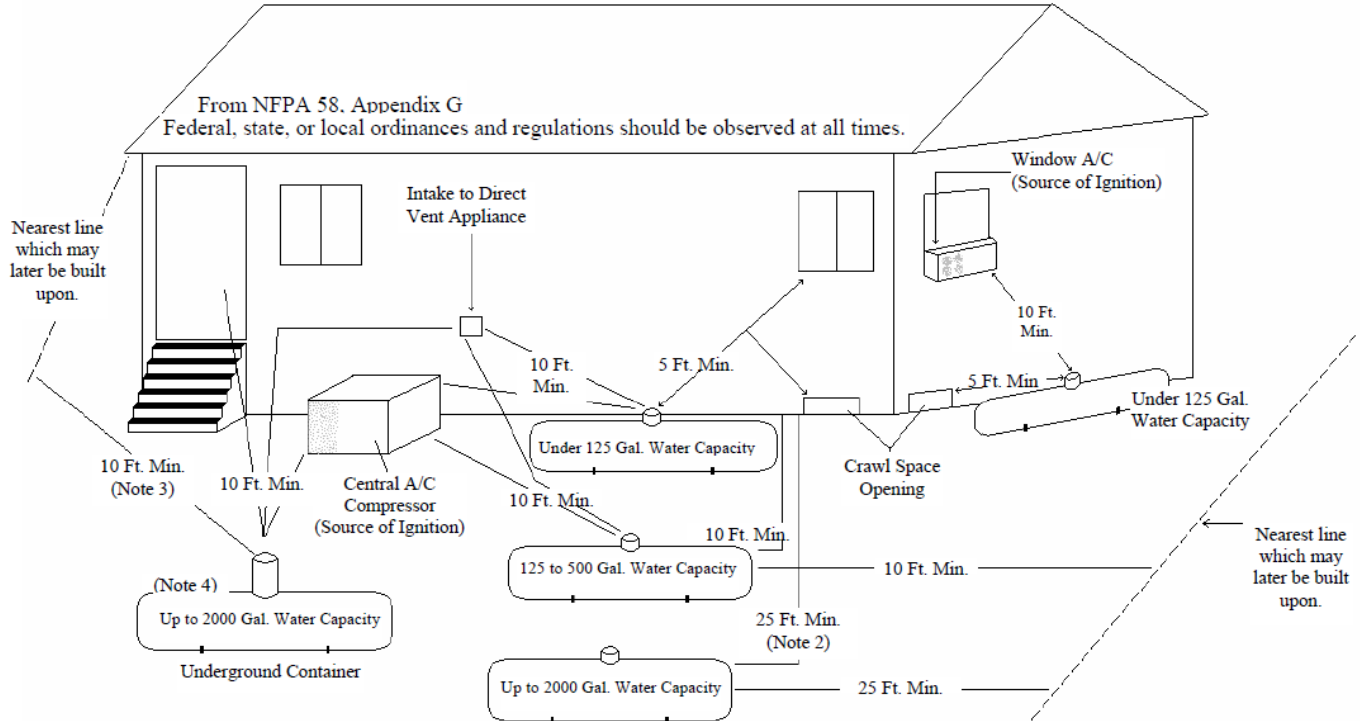 From NFPA 58, Appendix G
Federal, state, or local ordinances and regulations should be observed at all times.
Window A/C
(Source of Ignition)
Intake to Direct
Vent Appliance
Nearest line
which may
later be built
upon.
10 Ft.
Min.
10 Ft.
Min.
5 Ft. Min.
5 Ft. Min
Under 125 Gal.
Water Capacity
Under 125 Gal. Water Capacity
10 Ft. Min.
(Note 3)
10 Ft. Min.
Central A/C
Compressor
(Source of Ignition)
10 Ft. Min.
Crawl Space
Opening
10 Ft. Min.
Nearest line
which may
later be built
upon.
125 to 500 Gal. Water Capacity
10 Ft. Min.
(Note 4)
Up to 2000 Gal. Water Capacity
Underground Container
25 Ft. Min.
(Note 2)
Up to 2000 Gal. Water Capacity
25 Ft. Min.